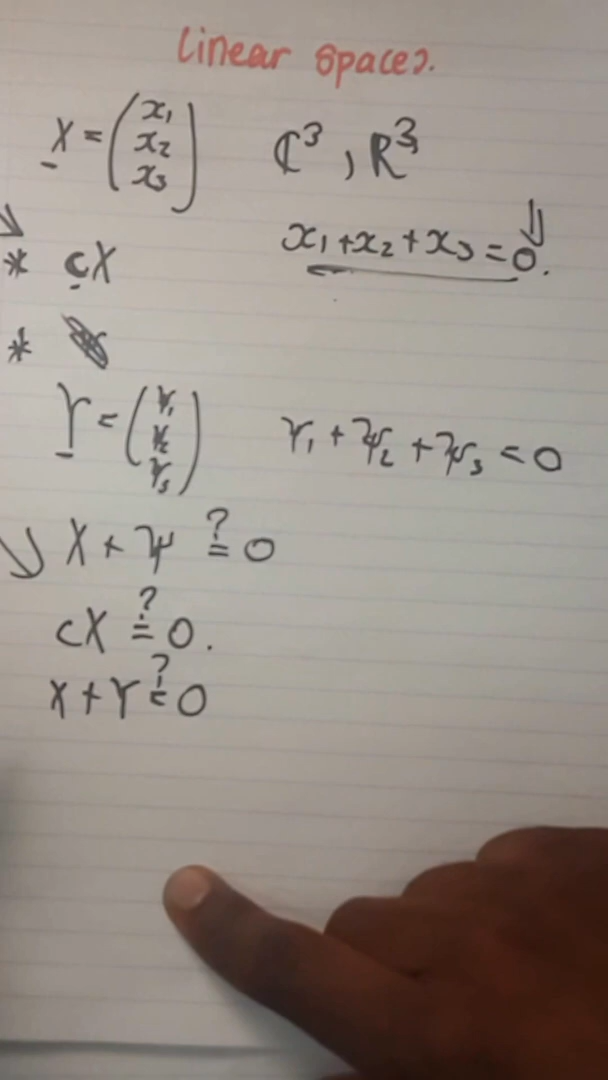 Linear Spaces.
X = (x₁ x₂ x₃) ℂ³, R³
x₁ + x₂ + x₃ = 0.
* cX
*
Y = (Y₁ Y₂ Y₃) Y₁ + Y₂ + Y₃ = 0
X + Y ?= 0
cX ?= 0.
X + Y ?= 0